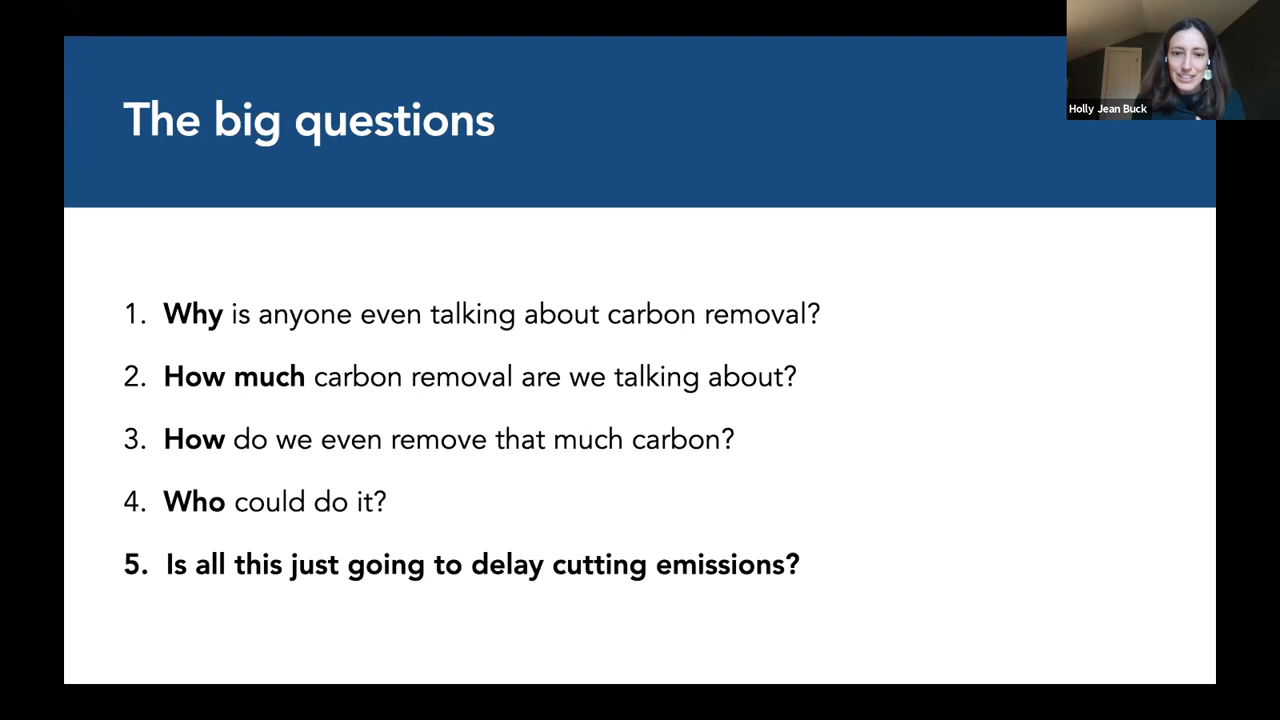 The big questions
Holly Jean Buck
1. Why is anyone even talking about carbon removal?
2. How much carbon removal are we talking about?
3. How do we even remove that much carbon?
4. Who could do it?
5. Is all this just going to delay cutting emissions?